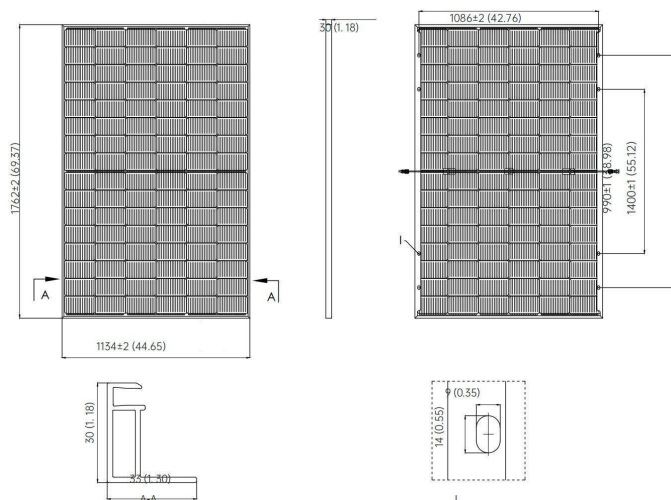 1762±2 (69.37)
A
A
1134±2 (44.65)
30 (1.18)
1086±2 (42.76)
990±1 (38.98)
1400±1 (55.12)
I
30 (1.18)
33 (1.30)
A-A
9 (0.35)
14 (0.55)
I